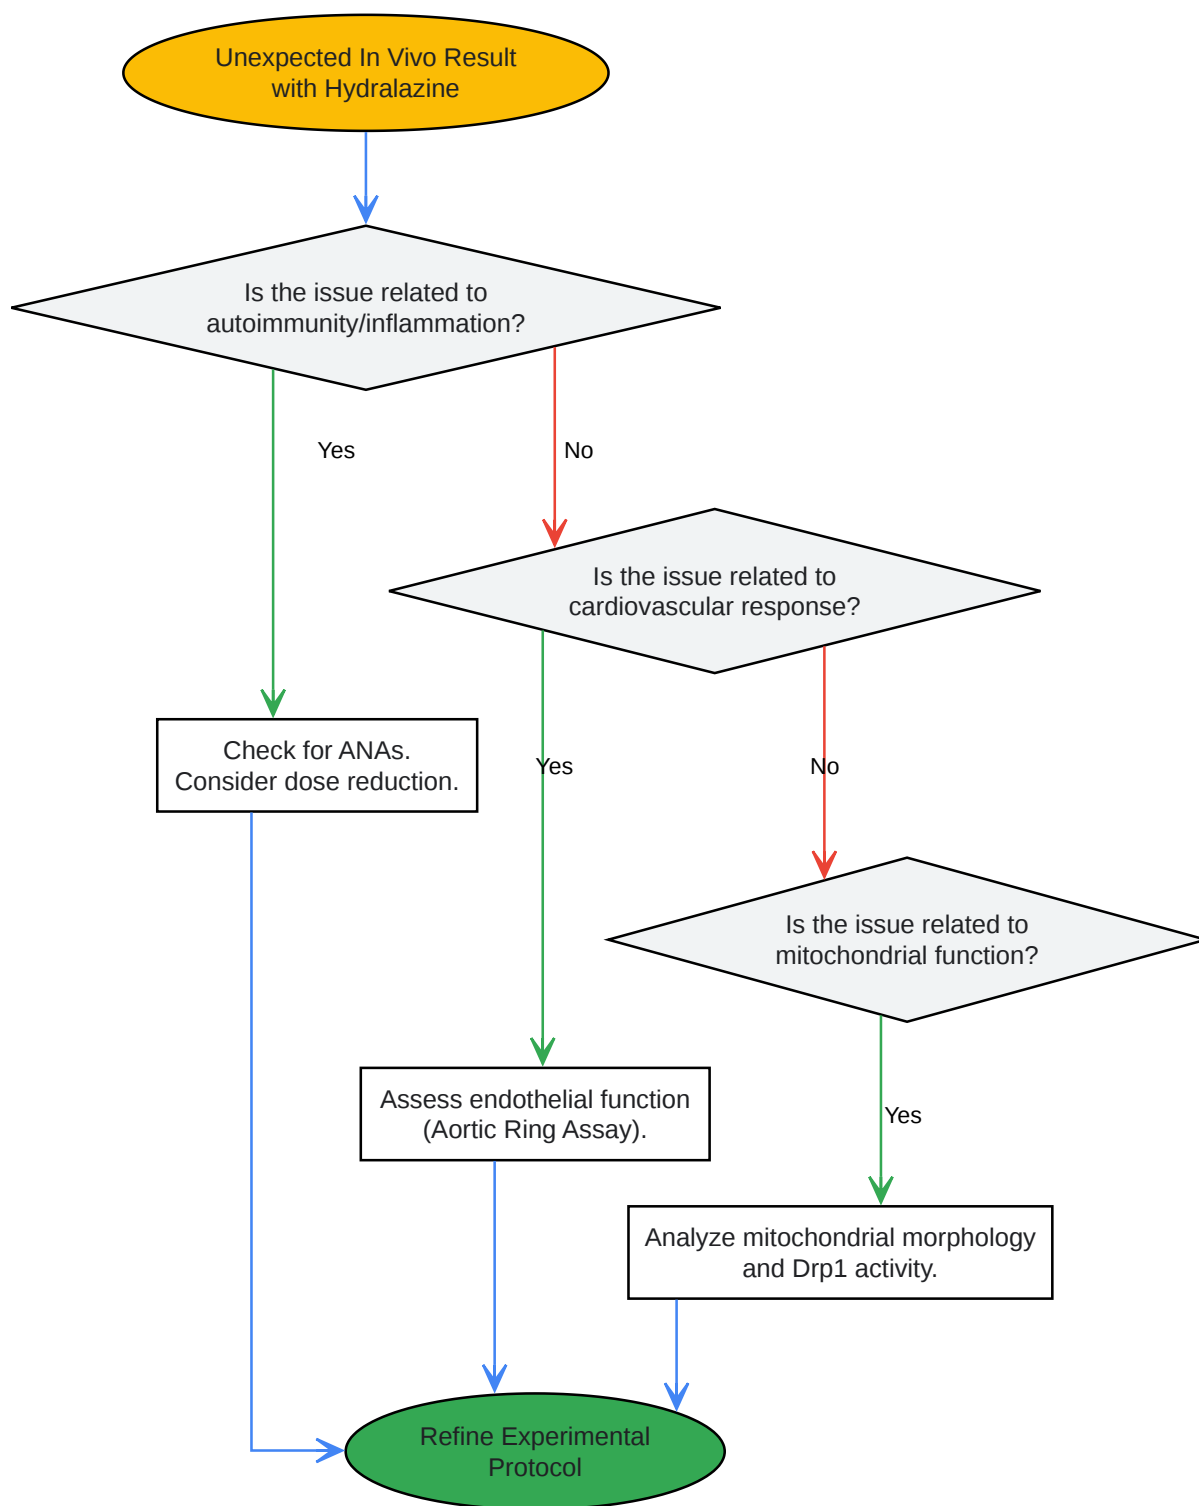 Unexpected In Vivo Result
with Hydralazine
Is the issue related to
autoimmunity/inflammation?
Yes
No
Is the issue related to
cardiovascular response?
Check for ANAs.
Consider dose reduction.
Yes
No
Is the issue related to
mitochondrial function?
Assess endothelial function
(Aortic Ring Assay).
Yes
Analyze mitochondrial morphology
and Drp1 activity.
Refine Experimental
Protocol